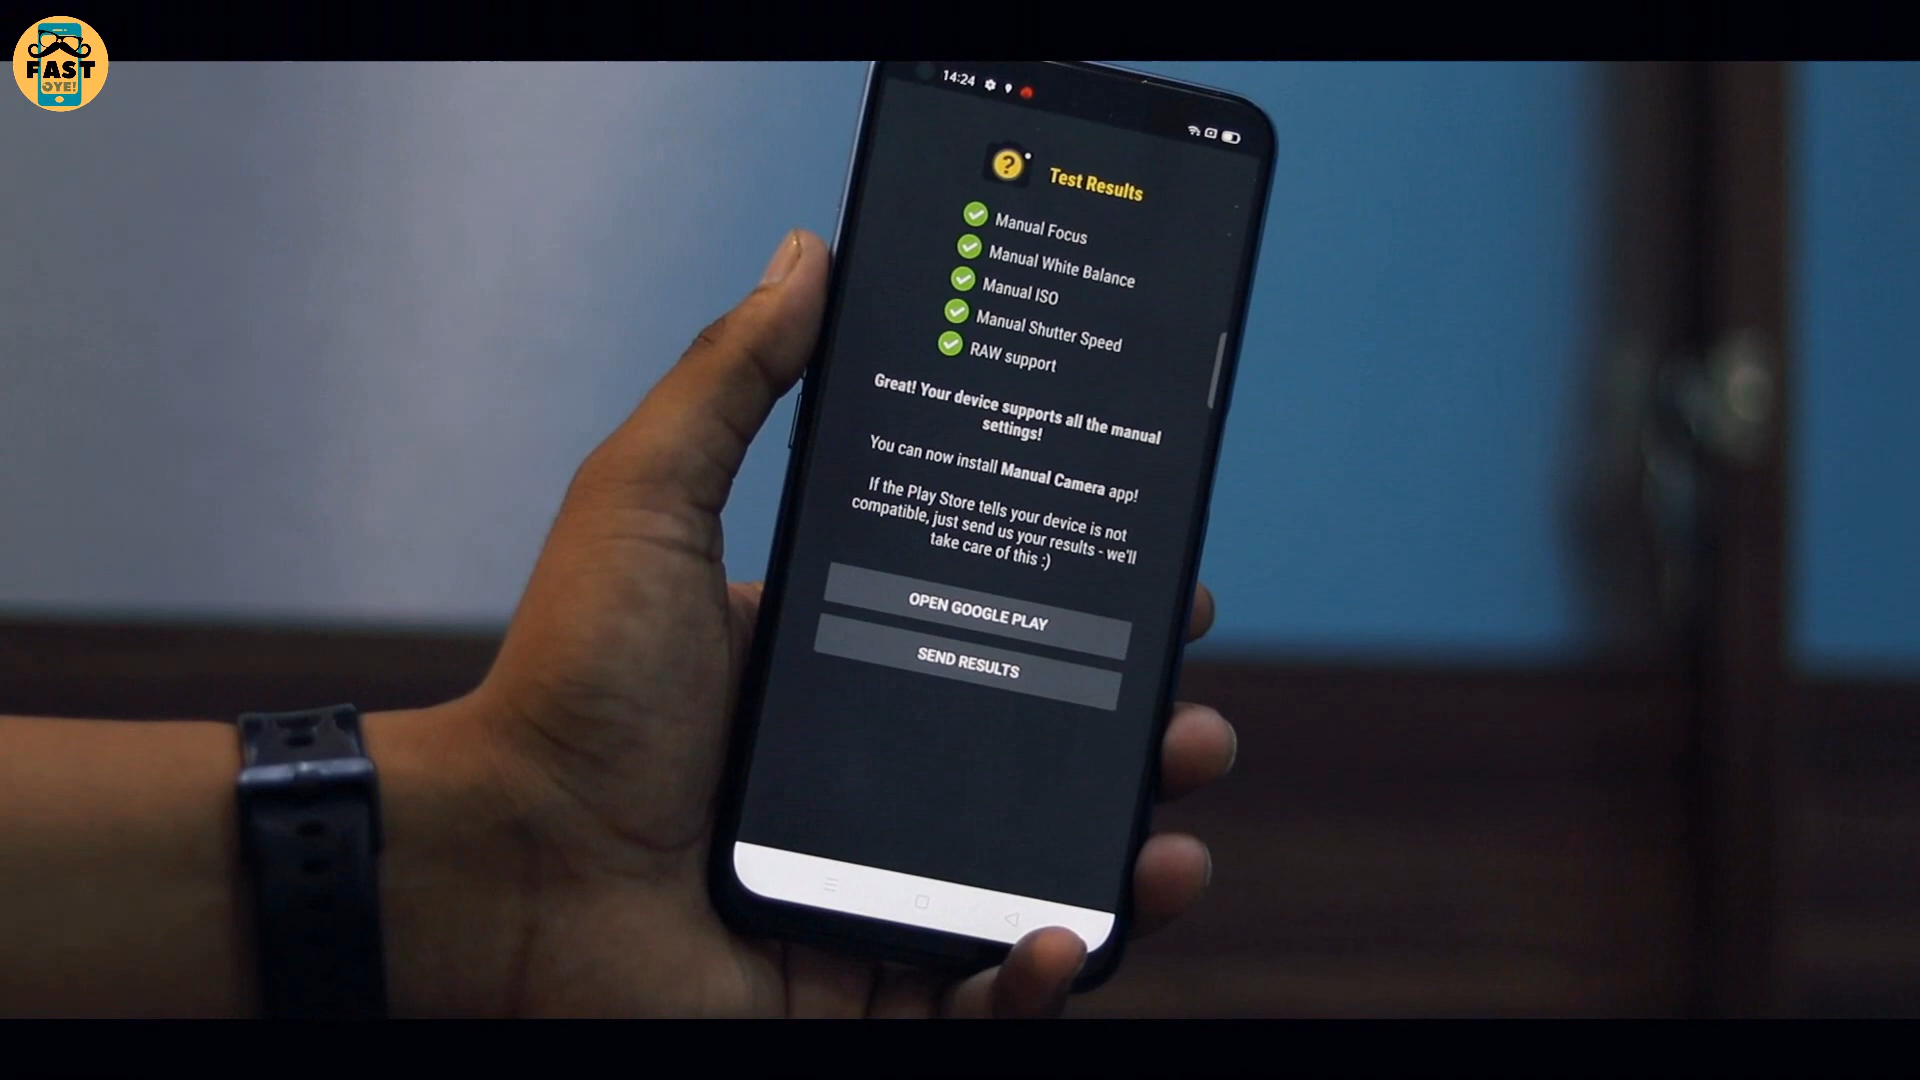 FAST
OYE!
14:24
Test Results
Manual Focus
Manual White Balance
Manual ISO
Manual Shutter Speed
RAW support
Great! Your device supports all the manual
settings!
You can now install Manual Camera app!
If the Play Store tells your device is not
compatible, just send us your results - we'll
take care of this :)
OPEN GOOGLE PLAY
SEND RESULTS